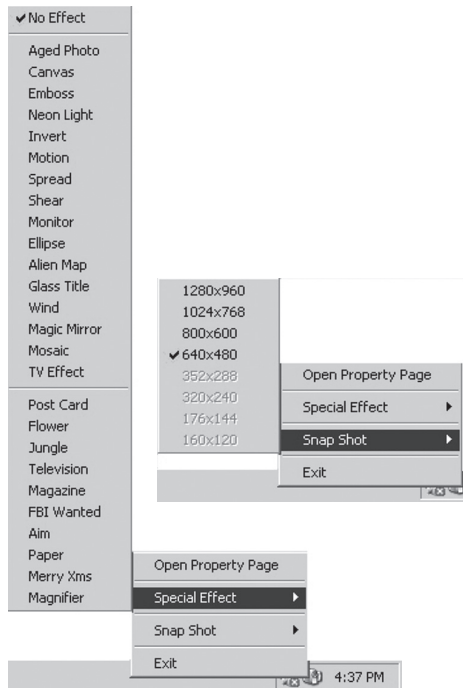 No Effect
Aged Photo
Canvas
Emboss
Neon Light
Invert
Motion
Spread
Shear
Monitor
Ellipse
Alien Map
Glass Title
Wind
Magic Mirror
Mosaic
TV Effect
Post Card
Flower
Jungle
Television
Magazine
FBI Wanted
Aim
Paper
Merry Xms
Magnifier
Open Property Page
Special Effect
Snap Shot
Exit
4:37 PM
1280x960
1024x768
800x600
640x480
352x288
320x240
176x144
160x120
Open Property Page
Special Effect
Snap Shot
Exit